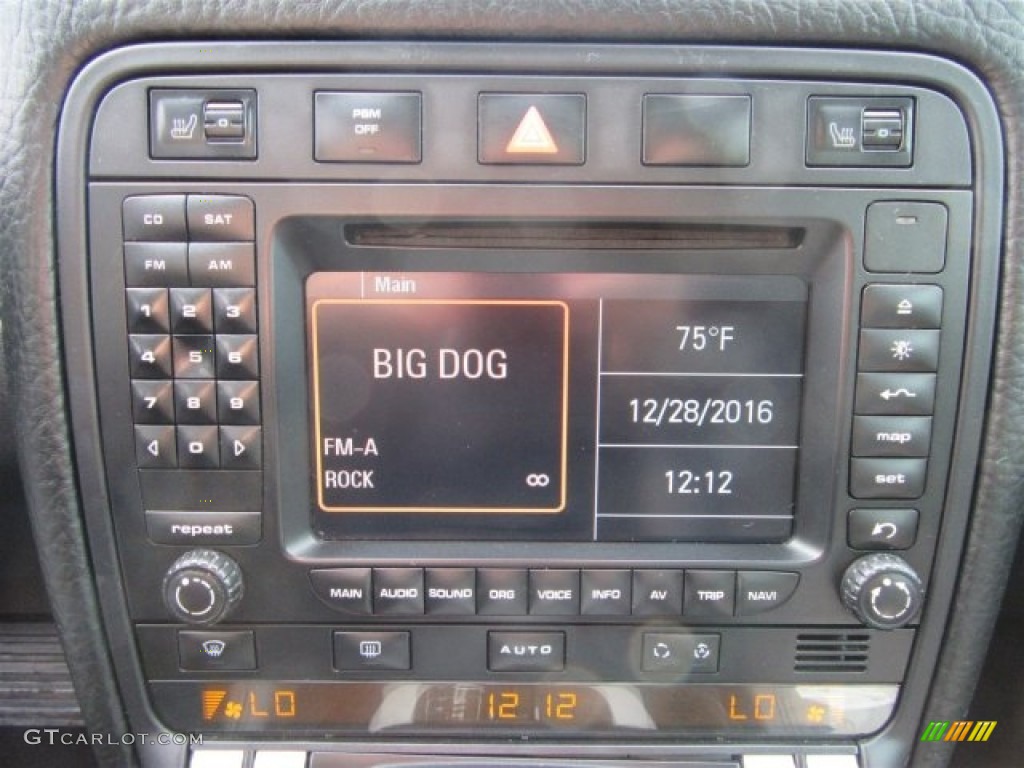 PSM
OFF
CD SAT
FM AM
1 2 3
4 5 6
7 8 9
0
repeat
Main
BIG DOG
FM-A
ROCK ∞
75°F
12/28/2016
12:12
map
set
MAIN AUDIO SOUND ORG VOICE INFO AV TRIP NAVI
AUTO
LO 12 12 LO
GTCARLOT.COM